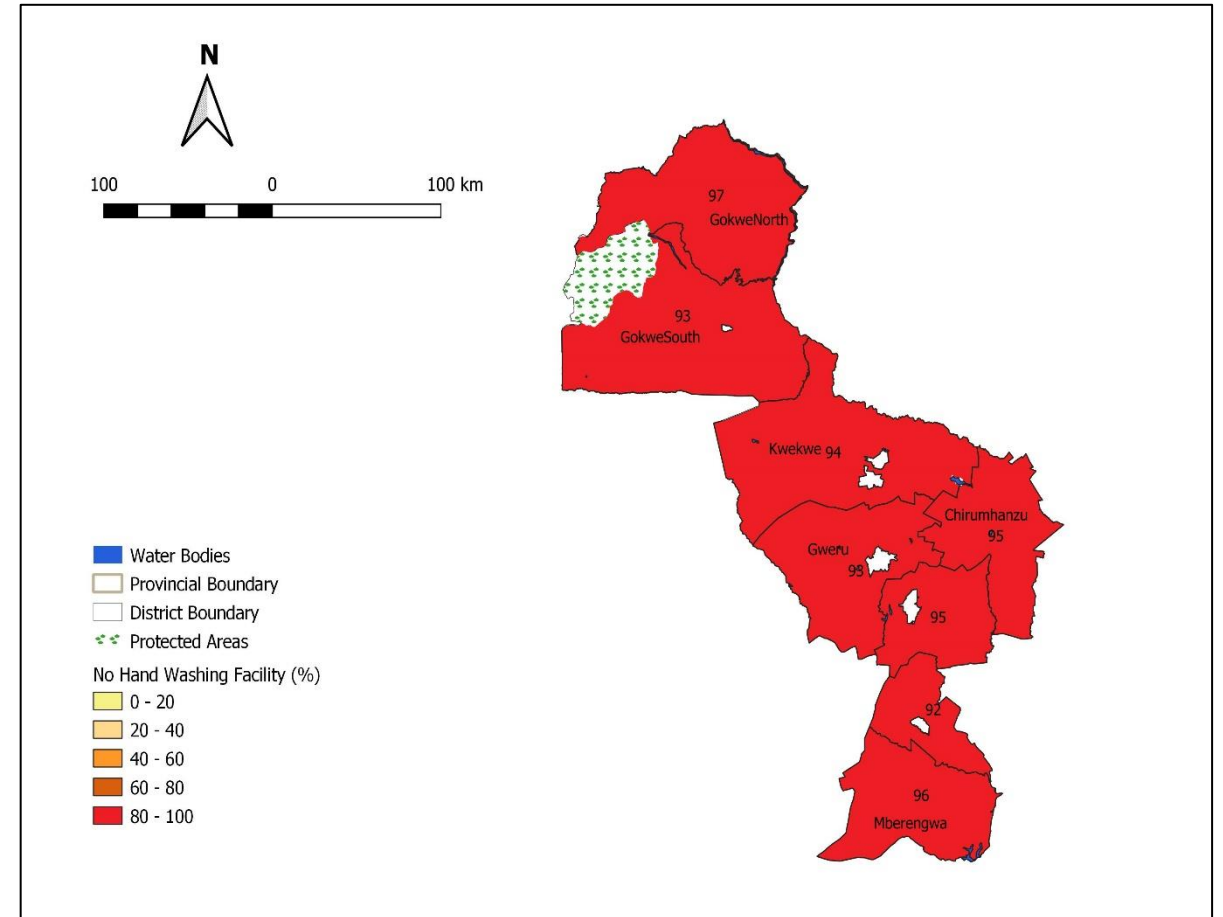 N
100 0 100 km
97
GokweNorth
93
GokweSouth
Kwekwe 94
Chirumhanzu
95
Gweru
93
95
92
96
Mberengwa
Water Bodies
Provincial Boundary
District Boundary
Protected Areas
No Hand Washing Facility (%)
0 - 20
20 - 40
40 - 60
60 - 80
80 - 100